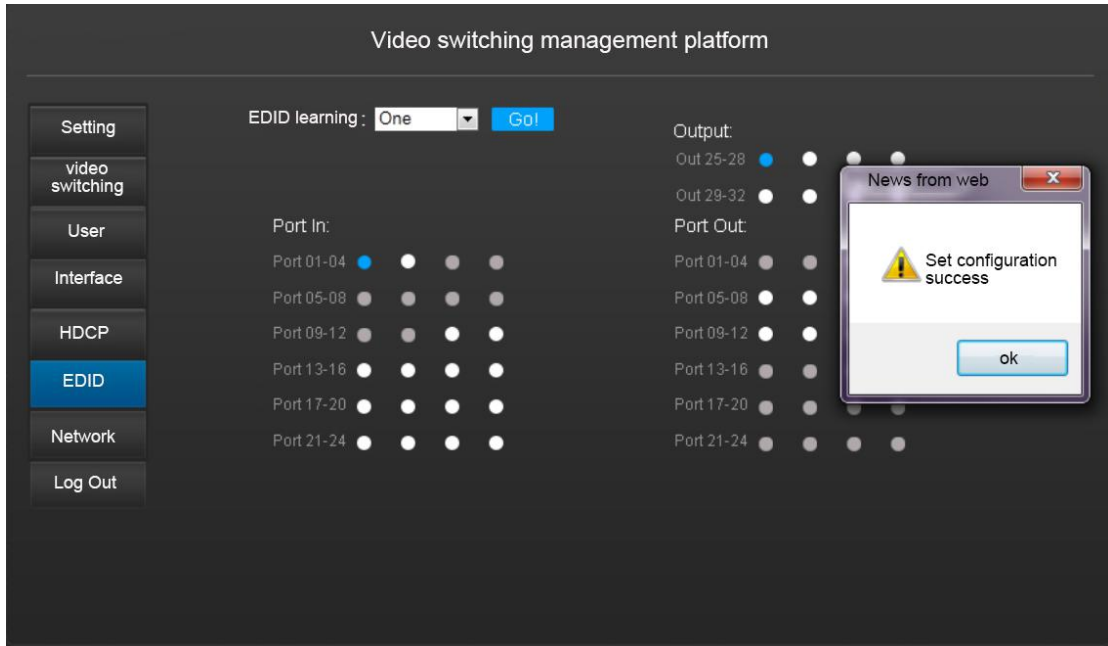 Video switching management platform
Setting
video
switching
User
Interface
HDCP
EDID
Network
Log Out
EDID learning : One Go!
Port In:
Port 01-04
Port 05-08
Port 09-12
Port 13-16
Port 17-20
Port 21-24
Output:
Out 25-28
Out 29-32
Port Out:
Port 01-04
Port 05-08
Port 09-12
Port 13-16
Port 17-20
Port 21-24
News from web
Set configuration
success
ok